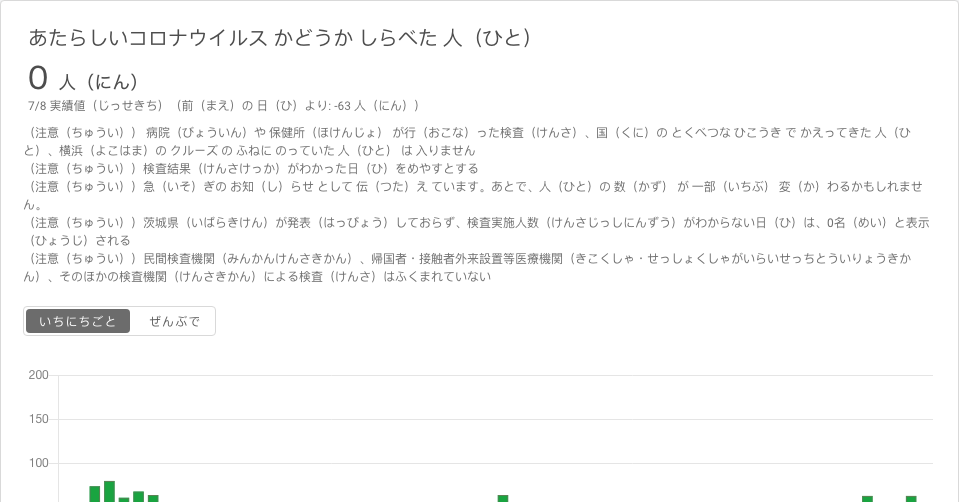 あたらしいコロナウイルス かどうか しらべた 人（ひと）
0 人（にん）
7/8 実績値（じっせきち）（前（まえ）の 日（ひ）より: -63 人（にん））
（注意（ちゅうい）） 病院（びょういん）や 保健所（ほけんじょ） が行（おこな）った検査（けんさ）、国（くに）の とくべつな ひこうき で かえってきた 人（ひ
と）、横浜（よこはま）の クルーズ の ふねに のっていた 人（ひと） は 入りません
（注意（ちゅうい））検査結果（けんさけっか）がわかった日（ひ）をめやすとする
（注意（ちゅうい））急（いそ）ぎの お知（し）らせ として 伝（つた）え ています。あとで、人（ひと）の 数（かず） が 一部（いちぶ） 変（か）わるかもしれませ
ん。
（注意（ちゅうい））茨城県（いばらきけん）が発表（はっぴょう）しておらず、検査実施人数（けんさじっしにんずう）がわからない日（ひ）は、0名（めい）と表示
（ひょうじ）される
（注意（ちゅうい））民間検査機関（みんかんけんさきかん）、帰国者・接触者外来設置等医療機関（きこくしゃ・せっしょくしゃがいらいせっちとういりょうきか
ん）、そのほかの検査機関（けんさきかん）による検査（けんさ）はふくまれていない
いちにちごと ぜんぶで
200
150
100